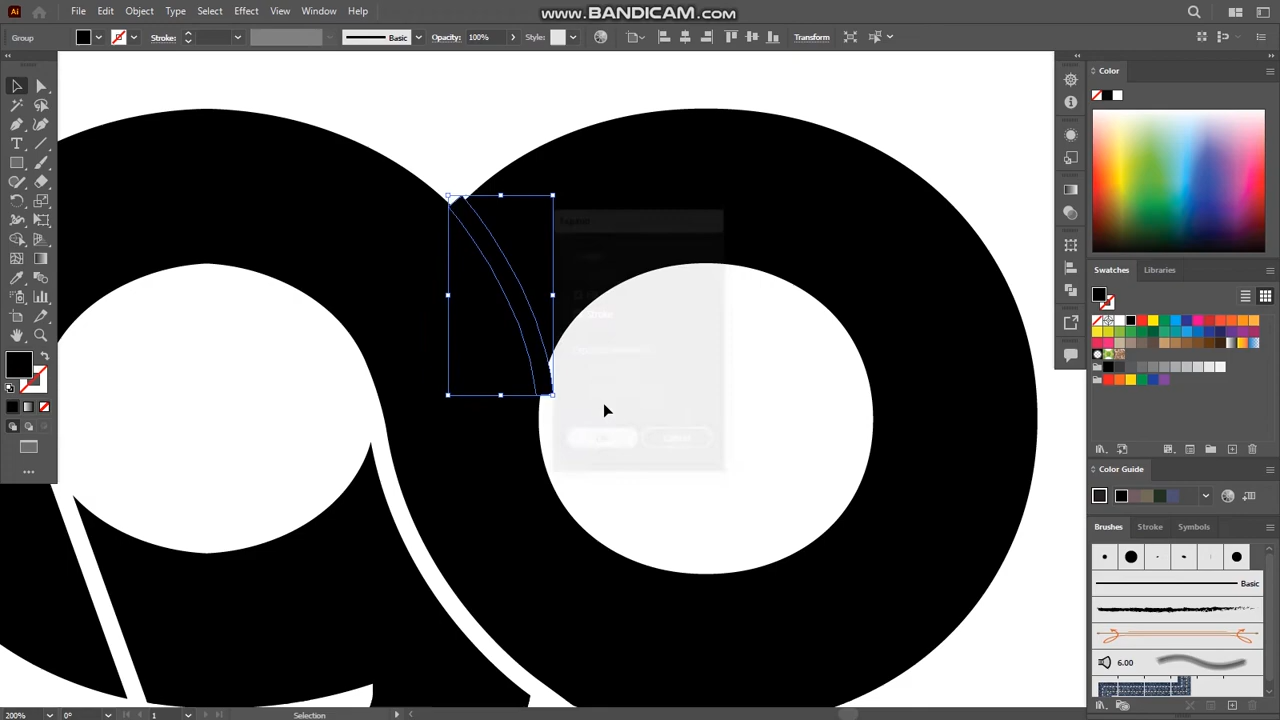 www.BANDICAM.com
Ai File Edit Object Type Select Effect View Window Help
Group Stroke: Basic Opacity: 100% Style: Transform
Color
Swatches Libraries
Color Guide
Brushes Stroke Symbols
Basic
6.00
200% 0° 1 Selection